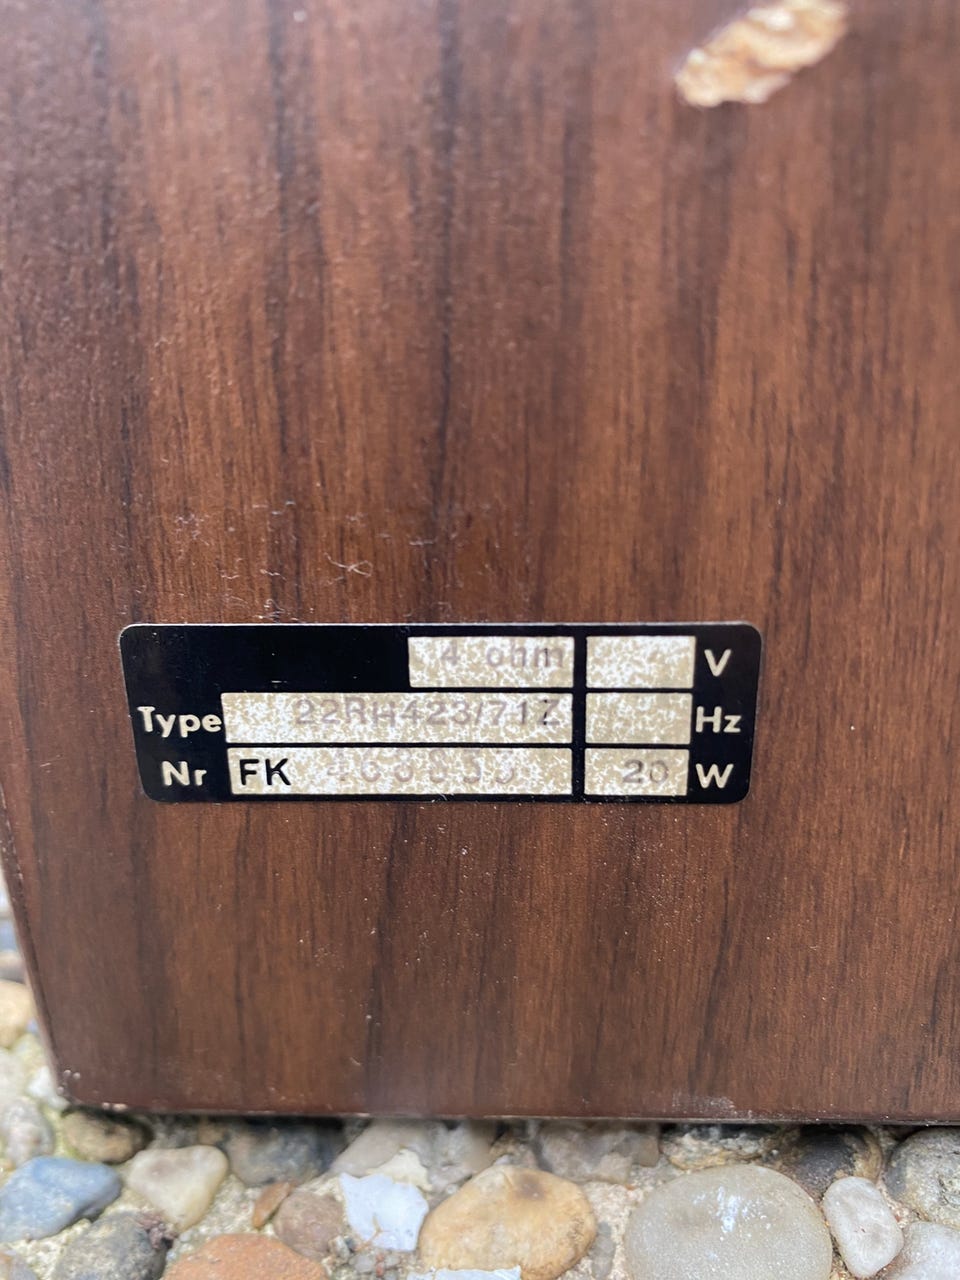 4 ohm V
Type 22RH423/71Z Hz
Nr FK 20 W